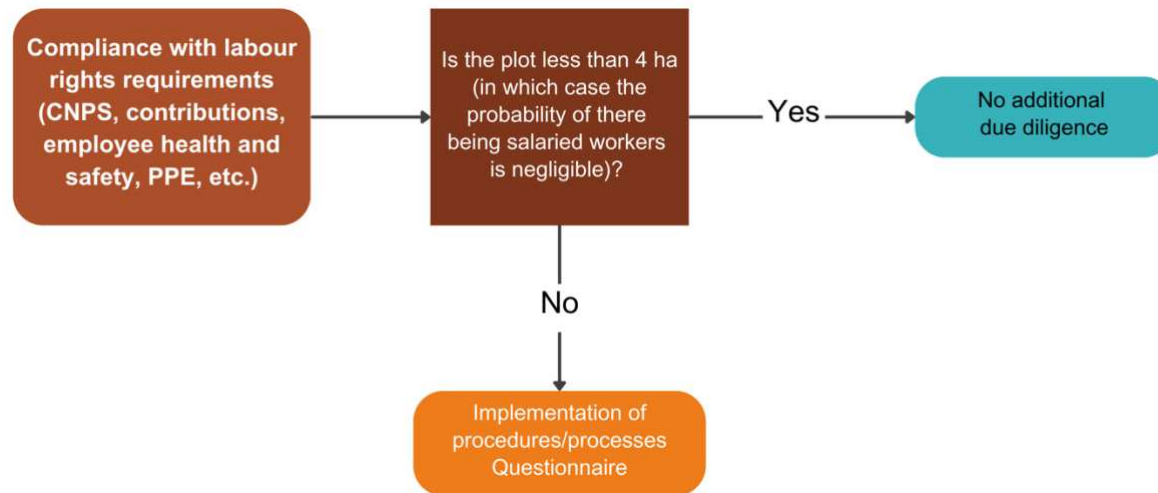 Compliance with labour
rights requirements
(CNPS, contributions,
employee health and
safety, PPE, etc.)
Is the plot less than 4 ha
(in which case the
probability of there
being salaried workers
is negligible)?
Yes
No additional
due diligence
No
Implementation of
procedures/processes
Questionnaire